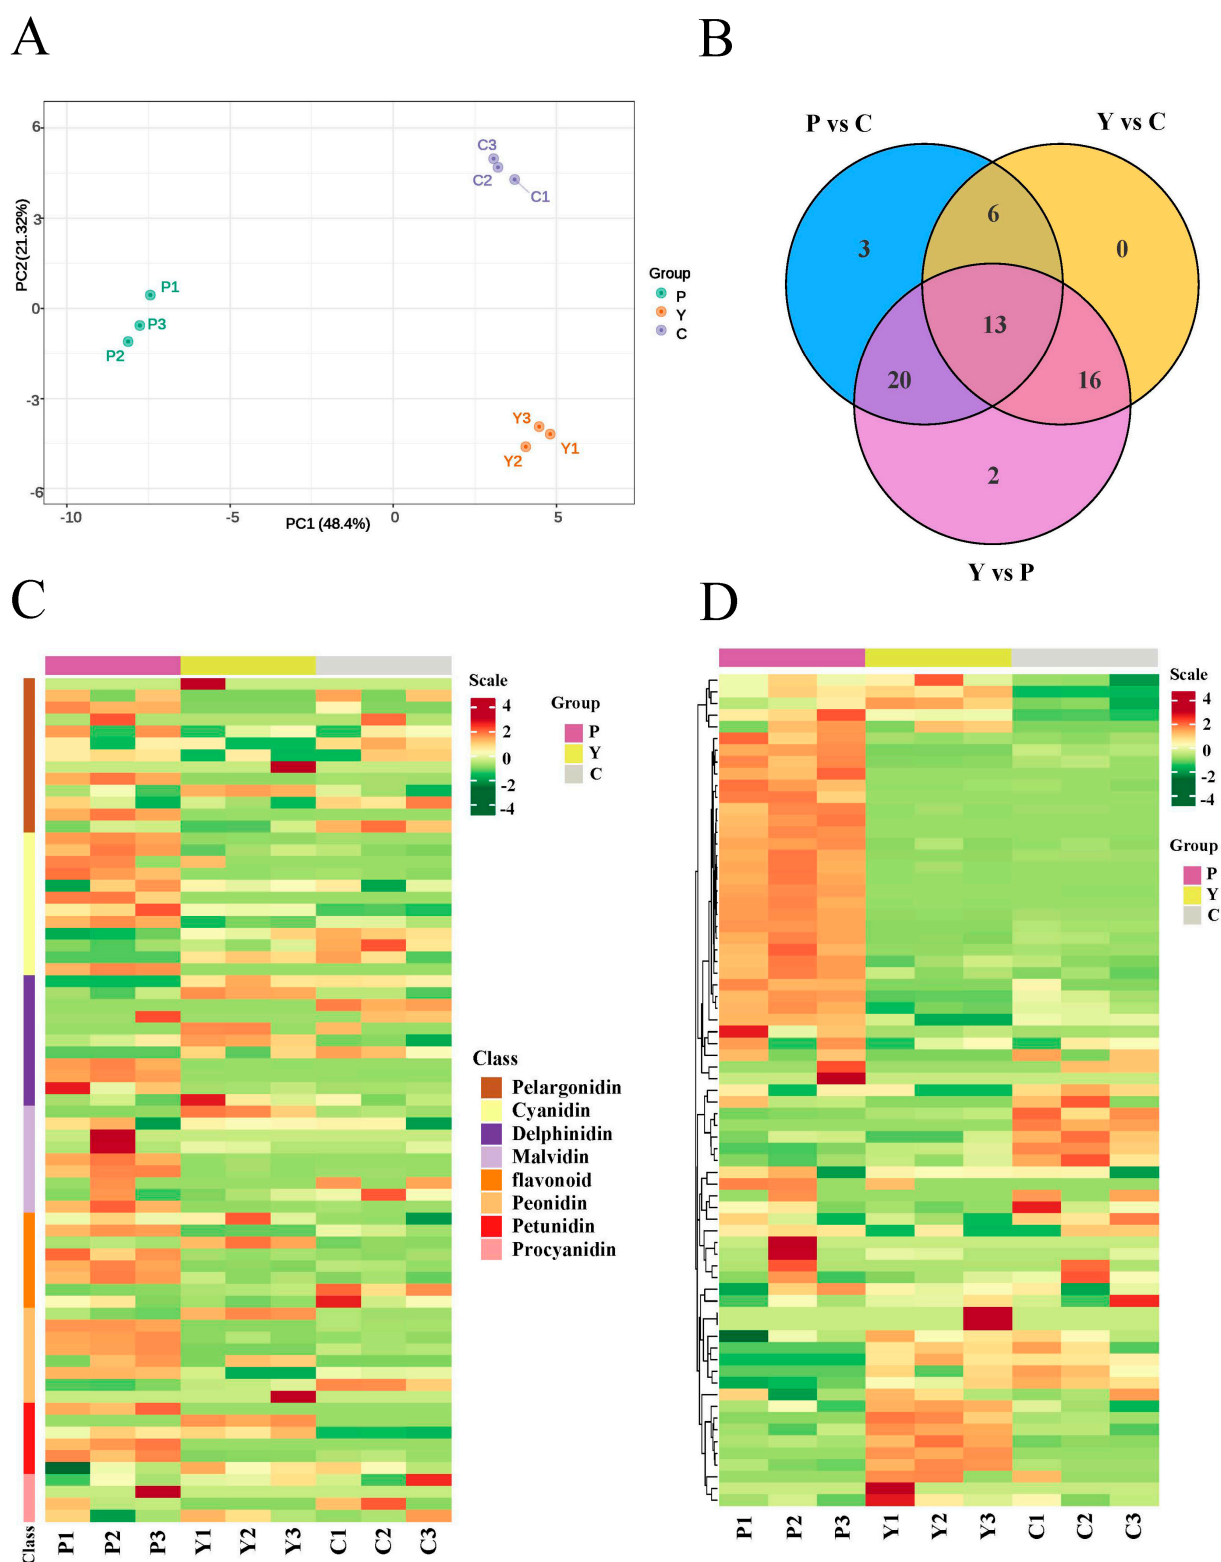 A
B
6
3
0
-3
-6
-10
-5
0
5
PC2(21.32%)
PC1 (48.4%)
C3
C2
C1
P1
P3
P2
Y3
Y1
Y2
Group
P
Y
C
P vs C
Y vs C
3
6
0
13
20
16
2
Y vs P
C
D
Scale
4
2
0
-2
-4
Group
P
Y
C
Class
Pelargonidin
Cyanidin
Delphinidin
Malvidin
flavonoid
Peonidin
Petunidin
Procyanidin
Class
P1
P2
P3
Y1
Y2
Y3
C1
C2
C3
Scale
4
2
0
-2
-4
Group
P
Y
C
P1
P2
P3
Y1
Y2
Y3
C1
C2
C3